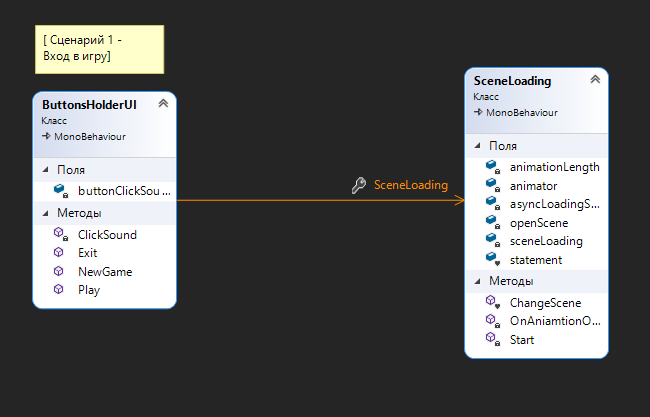 [ Сценарий 1 -
Вход в игру]
ButtonsHolderUI
Класс
MonoBehaviour
Поля
buttonClickSou...
Методы
ClickSound
Exit
NewGame
Play
SceneLoading
SceneLoading
Класс
MonoBehaviour
Поля
animationLength
animator
asyncLoadingS...
openScene
sceneLoading
statement
Методы
ChangeScene
OnAniamtionO...
Start